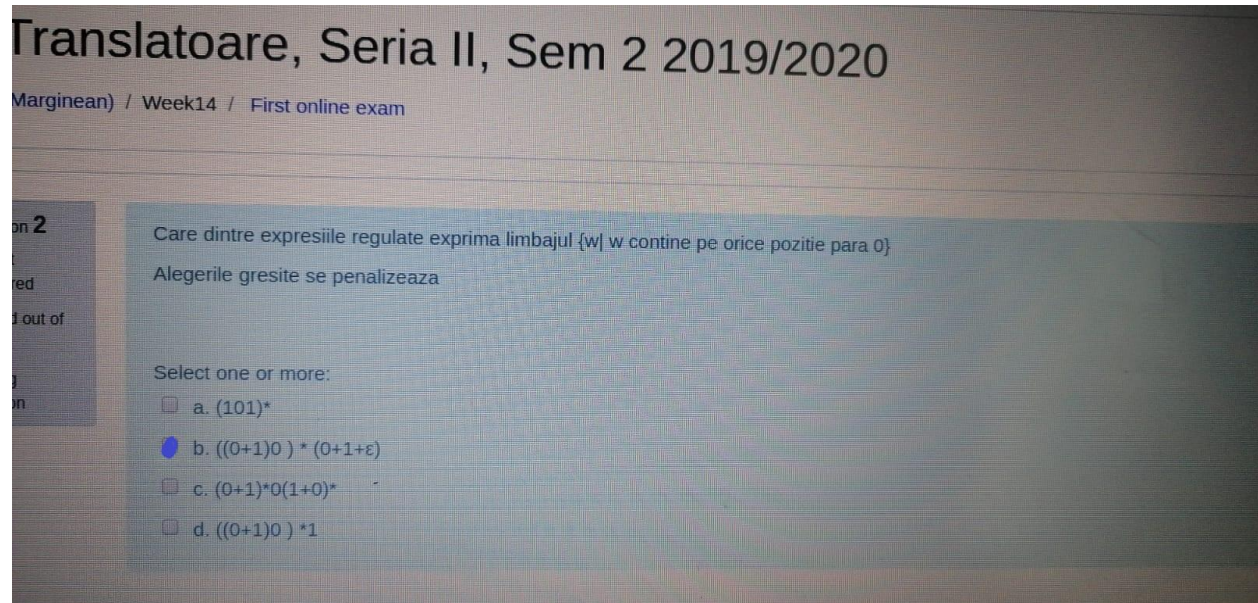 Translatoare, Seria II, Sem 2 2019/2020
Marginean) / Week14 / First online exam
on 2
red
d out of
on
Care dintre expresiile regulate exprima limbajul {w| w contine pe orice pozitie para 0}
Alegerile gresite se penalizeaza
Select one or more:
a. (101)*
b. ((0+1)0 ) * (0+1+ε)
c. (0+1)*0(1+0)*
d. ((0+1)0 ) *1